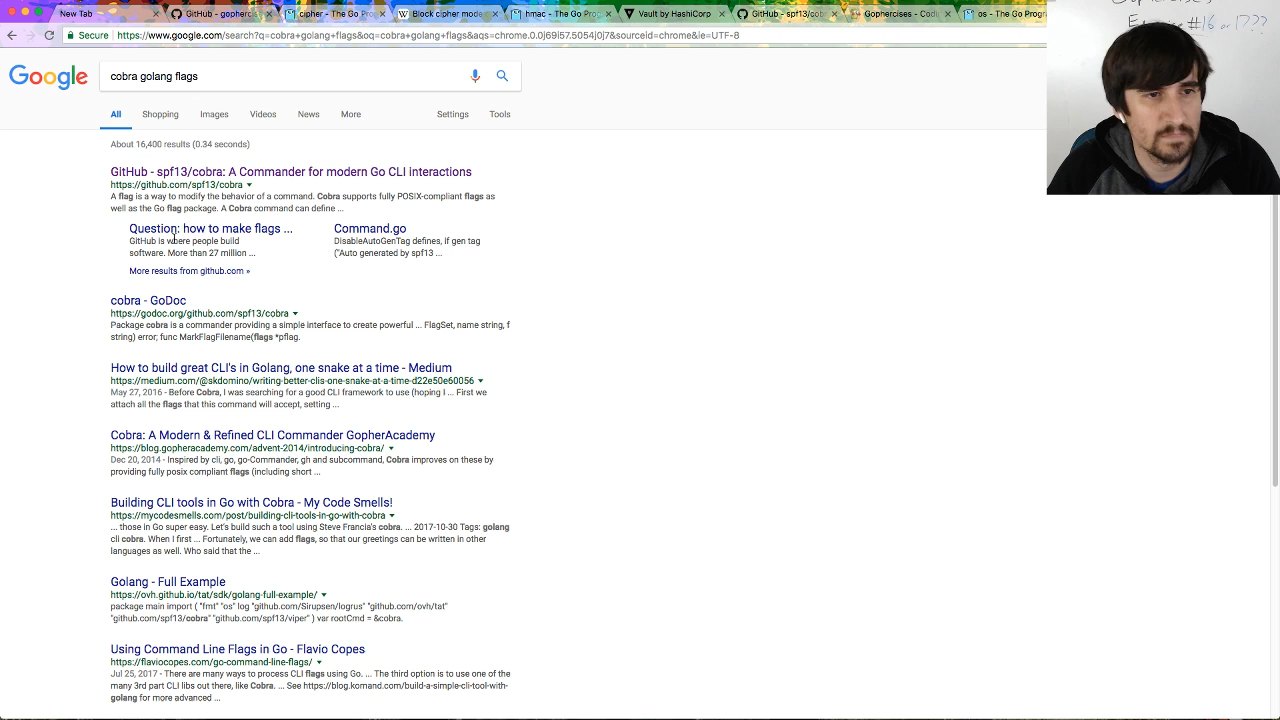 New Tab
GitHub - gophercis
cipher - The Go Pro
Block cipher mode
hmac - The Go Prog
Vault by HashiCorp
GitHub - spf13/cob
Gophercises - Codi
os - The Go Progr
Secure
https://www.google.com/search?q=cobra+golang+flags&oq=cobra+golang+flags&aqs=chrome.0.0j69i57.5054j0j7&sourceid=chrome&ie=UTF-8
Google
cobra golang flags
All Shopping Images Videos News More Settings Tools
About 16,400 results (0.34 seconds)
GitHub - spf13/cobra: A Commander for modern Go CLI interactions
https://github.com/spf13/cobra
A flag is a way to modify the behavior of a command. Cobra supports fully POSIX-compliant flags as
well as the Go flag package. A Cobra command can define ...
Question: how to make flags ...
GitHub is where people build
software. More than 27 million ...
Command.go
DisableAutoGenTag defines, if gen tag
("Auto generated by spf13 ...
More results from github.com »
cobra - GoDoc
https://godoc.org/github.com/spf13/cobra
Package cobra is a commander providing a simple interface to create powerful ... FlagSet, name string, f
string) error; func MarkFlagFilename(flags *pflag.
How to build great CLI's in Golang, one snake at a time - Medium
https://medium.com/@skdomino/writing-better-clis-one-snake-at-a-time-d22e50e60056
May 27, 2016 - Before Cobra, I was searching for a good CLI framework to use (hoping I ... First we
attach all the flags that this command will accept, setting ...
Cobra: A Modern & Refined CLI Commander GopherAcademy
https://blog.gopheracademy.com/advent-2014/introducing-cobra/
Dec 20, 2014 - Inspired by cli, go, go-Commander, gh and subcommand, Cobra improves on these by
providing fully posix compliant flags (including short ...
Building CLI tools in Go with Cobra - My Code Smells!
https://mycodesmells.com/post/building-cli-tools-in-go-with-cobra
... those in Go super easy. Let's build such a tool using Steve Francia's cobra. ... 2017-10-30 Tags: golang
cli cobra. When I first ... Fortunately, we can add flags, so that our greetings can be written in other
languages as well. Who said that the ...
Golang - Full Example
https://ovh.github.io/tat/sdk/golang-full-example/
package main import ( "fmt" "os" log "github.com/Sirupsen/logrus" "github.com/ovh/tat"
"github.com/spf13/cobra" "github.com/spf13/viper" ) var rootCmd = &cobra.
Using Command Line Flags in Go - Flavio Copes
https://flaviocopes.com/go-command-line-flags/
Jul 25, 2017 - There are many ways to process CLI flags using Go. ... The third option is to use one of the
many 3rd part CLI libs out there, like Cobra. ... See https://blog.komand.com/build-a-simple-cli-tool-with-
golang for more advanced ...